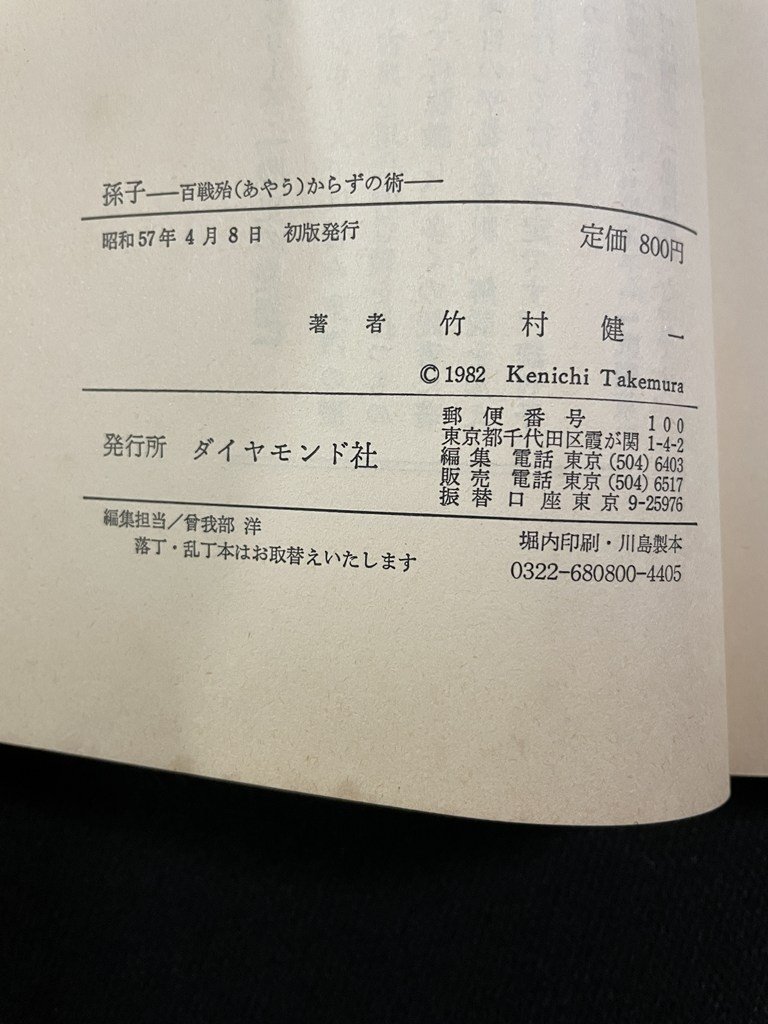 孫子――百戦殆(あやう)からずの術――
昭和57年4月8日 初版発行
定価 800円
著者 竹村健一
© 1982 Kenichi Takemura
発行所 ダイヤモンド社
郵便番号 100
東京都千代田区霞が関 1-4-2
編集 電話 東京 (504) 6403
販売 電話 東京 (504) 6517
振替口座東京 9-25976
編集担当/曾我部 洋
落丁・乱丁本はお取替えいたします
堀内印刷・川島製本
0322-680800-4405